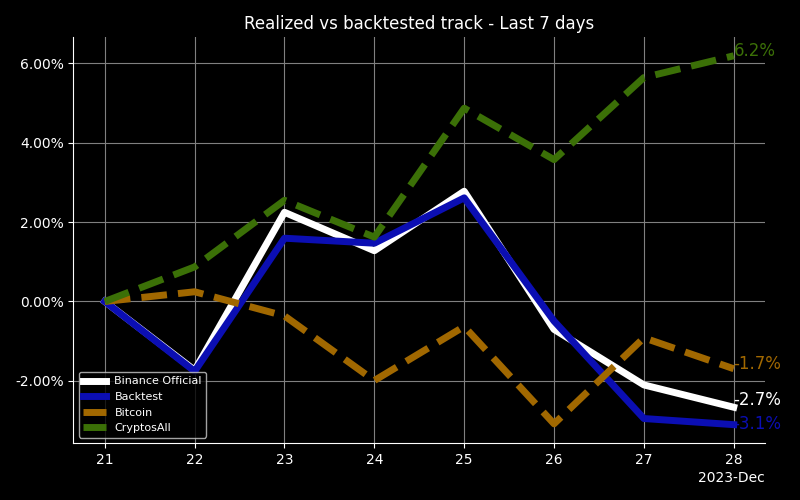 Realized vs backtested track - Last 7 days
6.00%
4.00%
2.00%
0.00%
-2.00%
6.2%
-1.7%
-2.7%
-3.1%
Binance Official
Backtest
Bitcoin
CryptosAll
21 22 23 24 25 26 27 28
2023-Dec